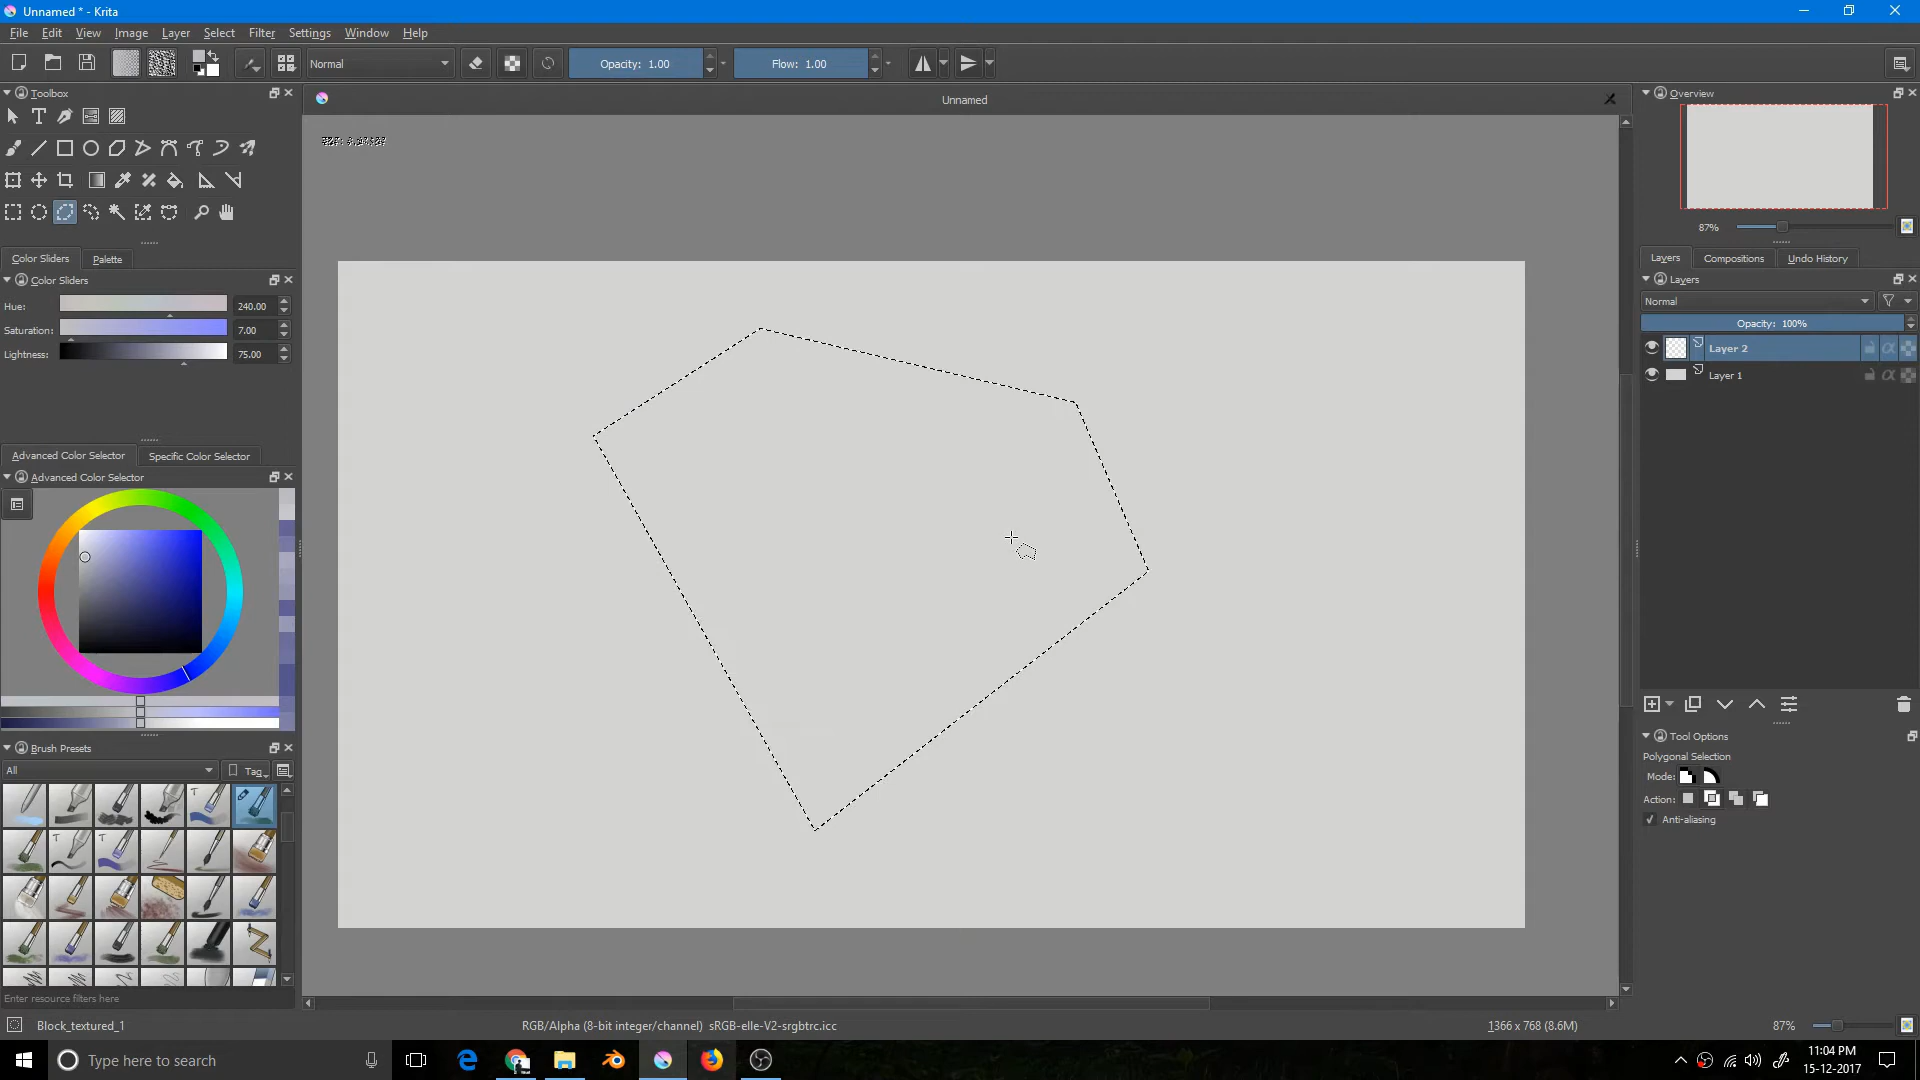 Unnamed * - Krita
File Edit View Image Layer Select Filter Settings Window Help
Normal Opacity: 1.00 Flow: 1.00
Toolbox
Unnamed
Overview
87%
Color Sliders Palette
Color Sliders
Hue: 240.00
Saturation: 7.00
Lightness: 75.00
Layers Compositions Undo History
Layers
Normal
Opacity: 100%
Layer 2
Layer 1
Advanced Color Selector Specific Color Selector
Advanced Color Selector
Brush Presets
All Tag
T
T T
Enter resource filters here
Tool Options
Polygonal Selection
Mode:
Action:
Anti-aliasing
Block_textured_1 RGB/Alpha (8-bit integer/channel) sRGB-elle-V2-srgbtrc.icc 1366 x 768 (8.6M) 87%
Type here to search
11:04 PM
15-12-2017